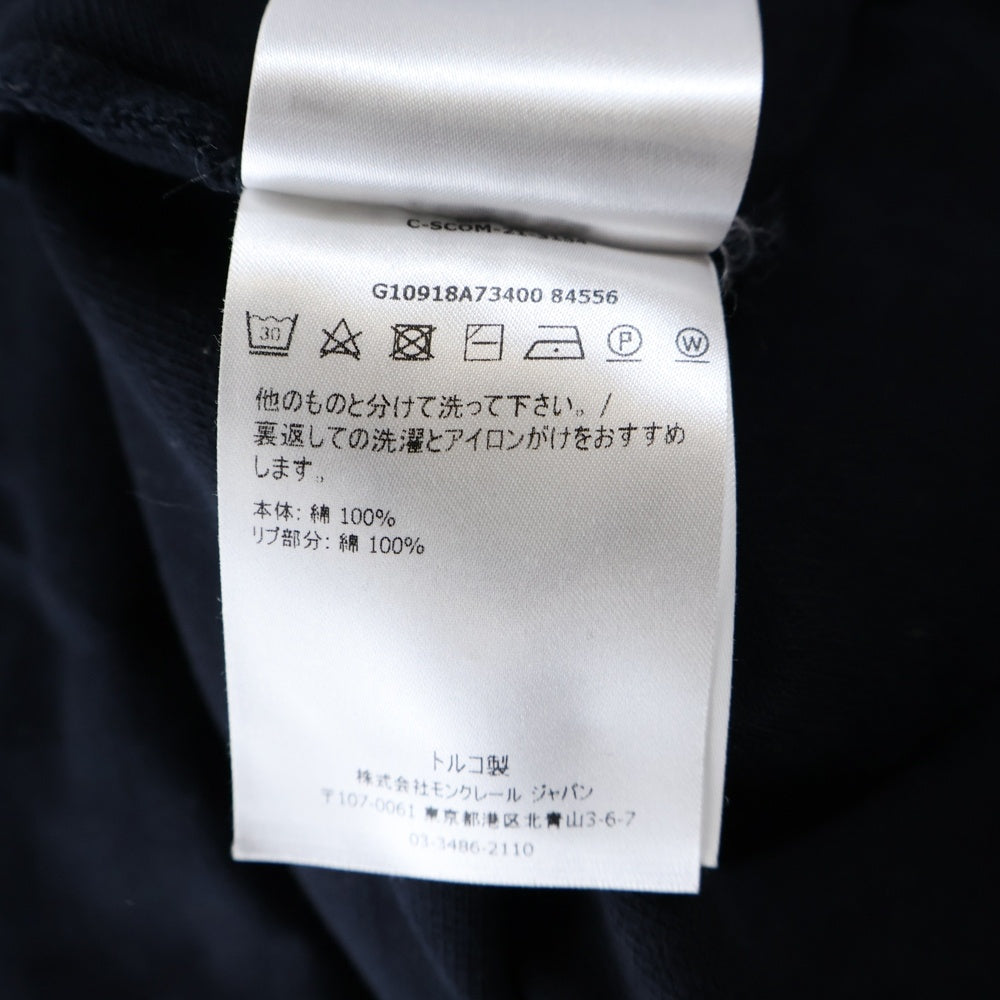 C-SCOM-21
G10918A73400 84556
30
P
W
他のものと分けて洗って下さい。/
裏返しての洗濯とアイロンがけをおすすめ
します。
本体: 綿 100%
リブ部分: 綿 100%
トルコ製
株式会社モンクレール ジャパン
〒107-0061 東京都港区北青山3-6-7
03-3486-2110